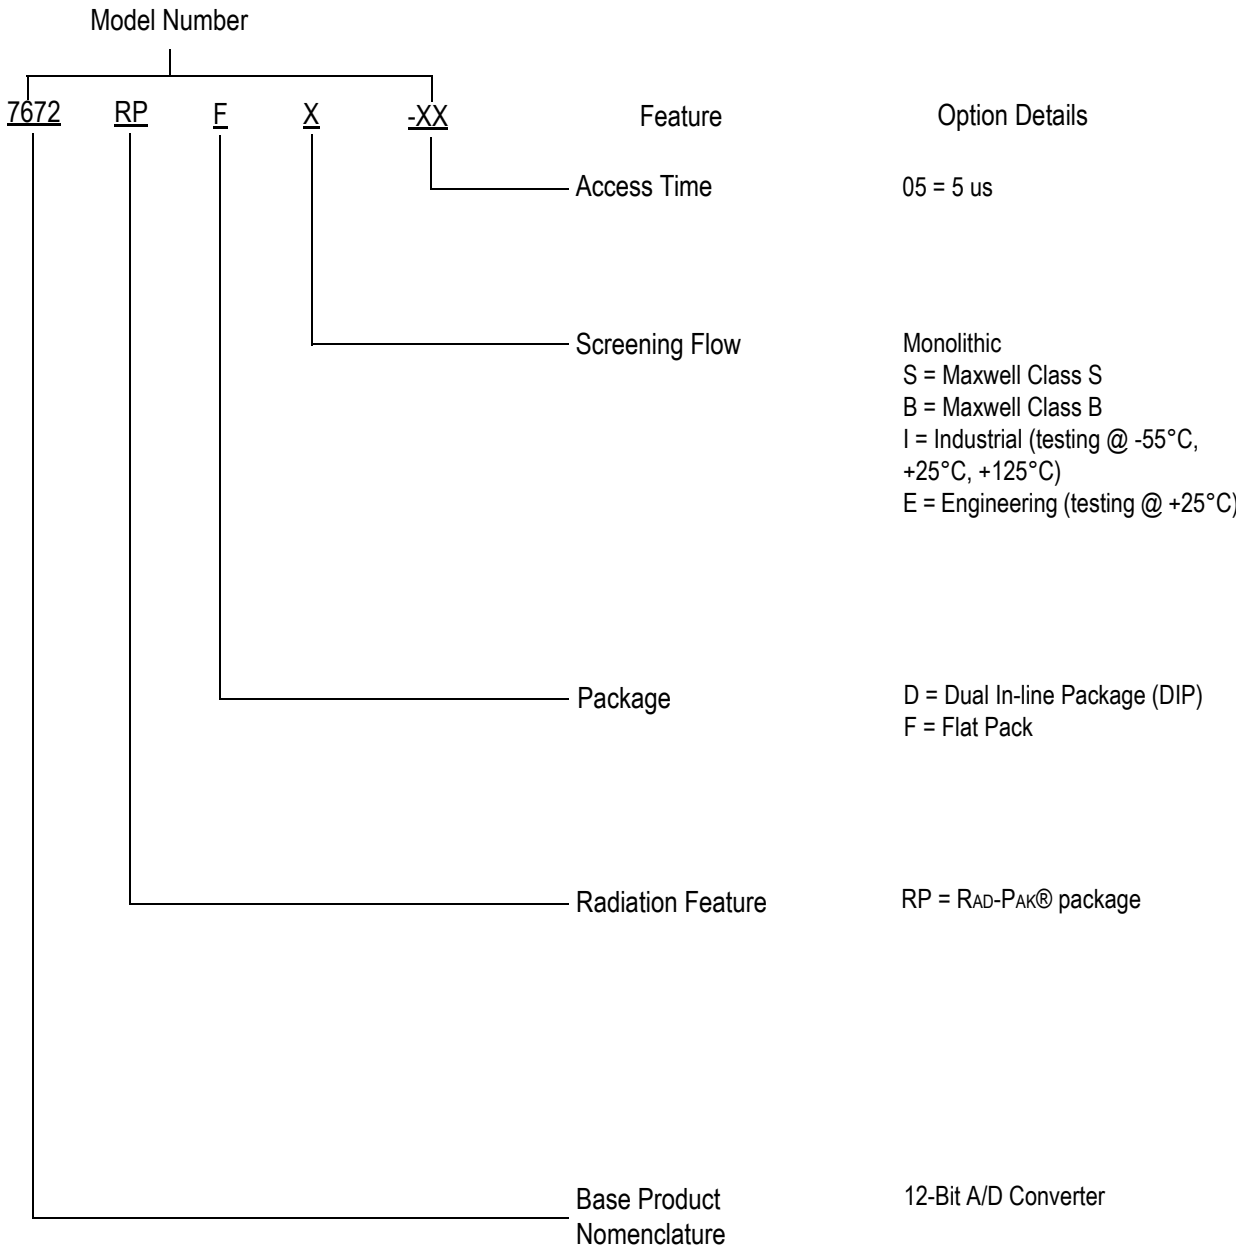 Model Number
7672 RP F X -XX Feature Option Details
Access Time 05 = 5 us
Screening Flow Monolithic
S = Maxwell Class S
B = Maxwell Class B
I = Industrial (testing @ -55°C,
+25°C, +125°C)
E = Engineering (testing @ +25°C)
Package D = Dual In-line Package (DIP)
F = Flat Pack
Radiation Feature RP = RAD-PAK® package
Base Product 12-Bit A/D Converter
Nomenclature